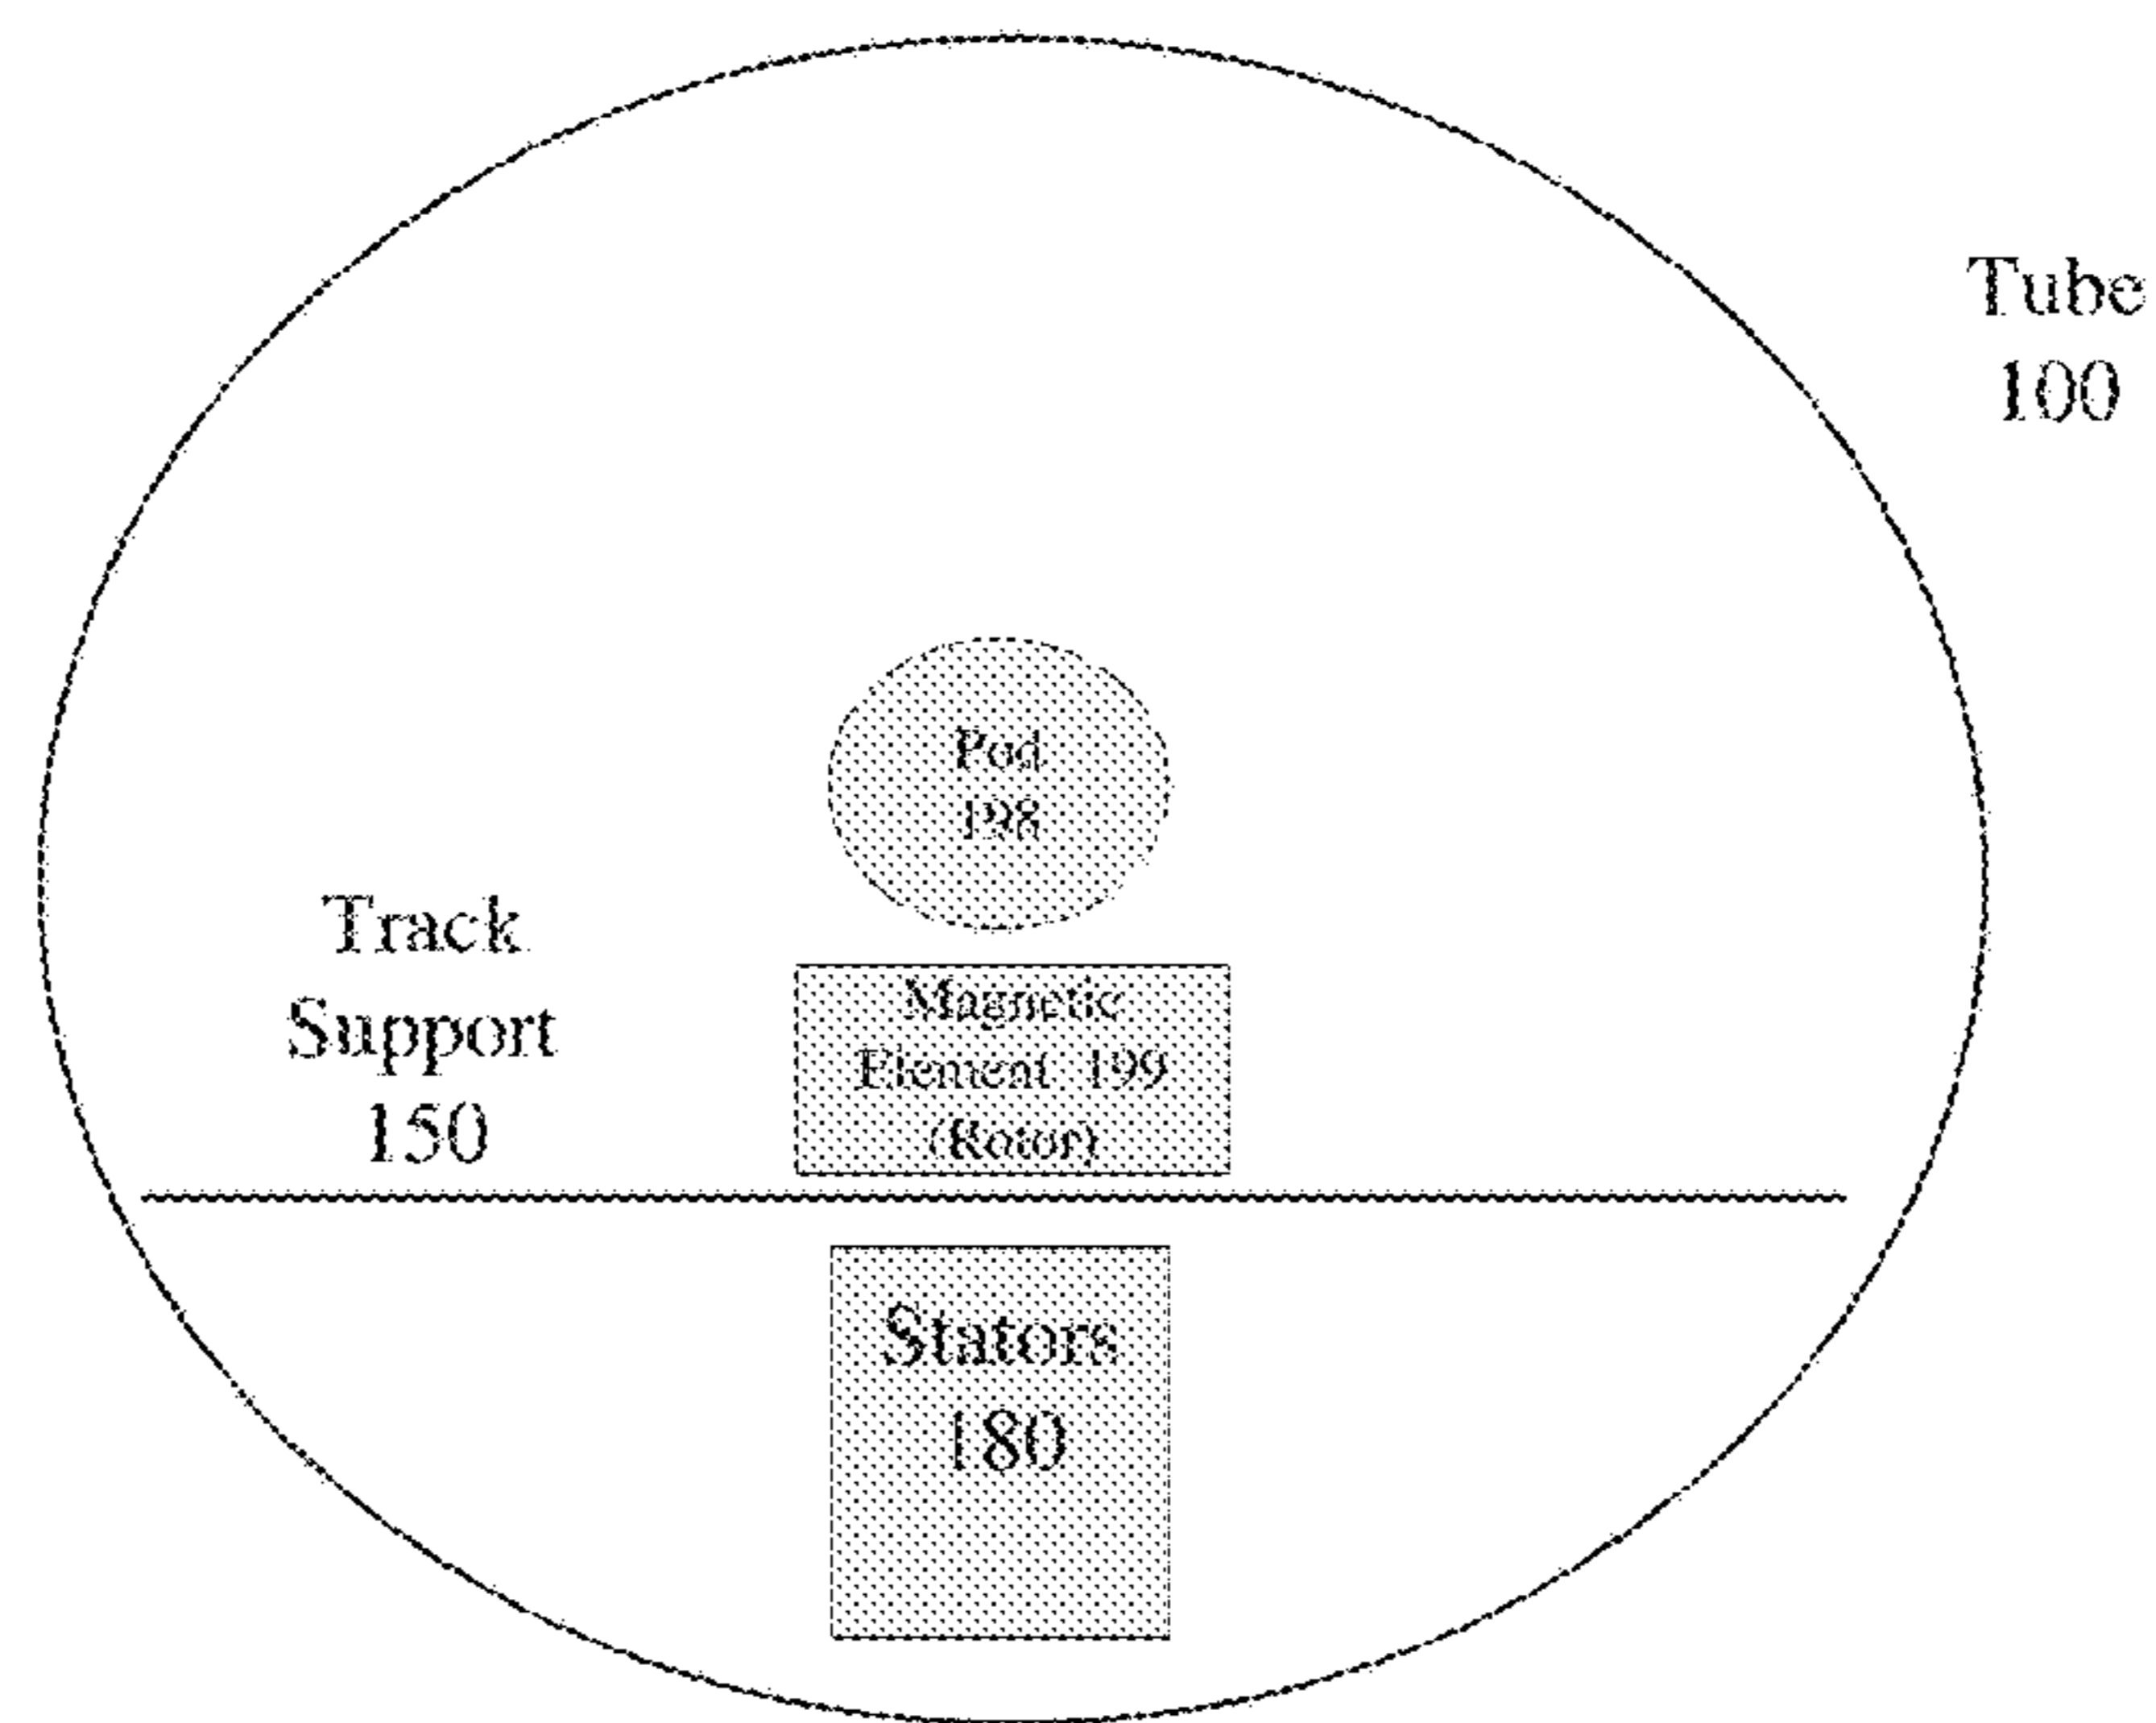 Tube
100
Pod
198
Track
Support
150
Magnetic
Element 199
(Rotor)
Stators
180